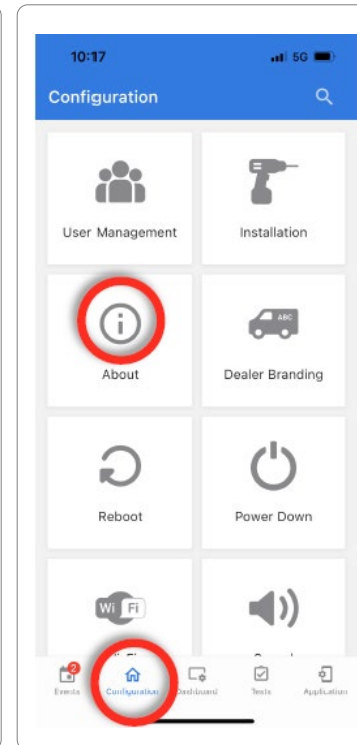 10:17 5G
Configuration
User Management Installation
ABC
About Dealer Branding
Reboot Power Down
Wi Fi
2
Events Configuration Dashboard Tests Application